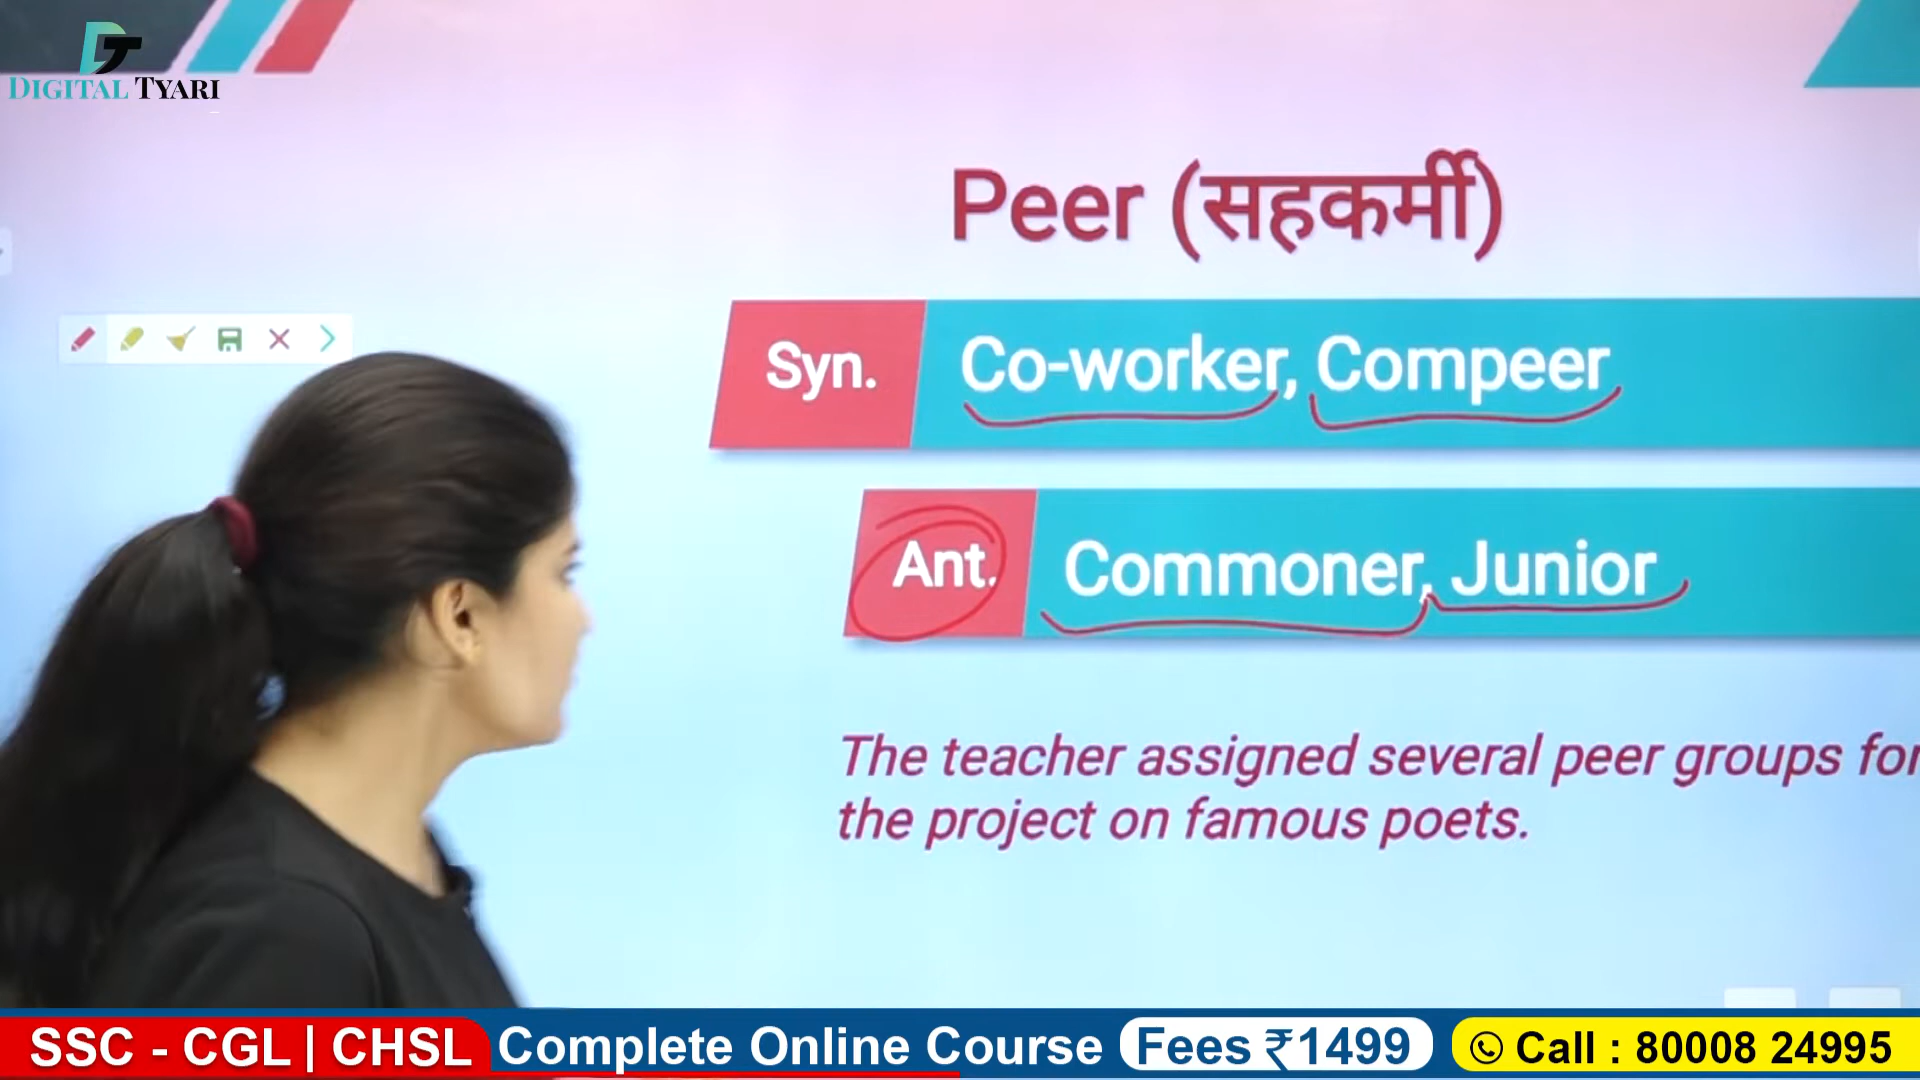 DIGITAL TYARI
Peer (सहकर्मी)
Syn. Co-worker, Compeer
Ant. Commoner, Junior
The teacher assigned several peer groups for
the project on famous poets.
SSC - CGL | CHSL Complete Online Course Fees ₹1499 Call : 80008 24995